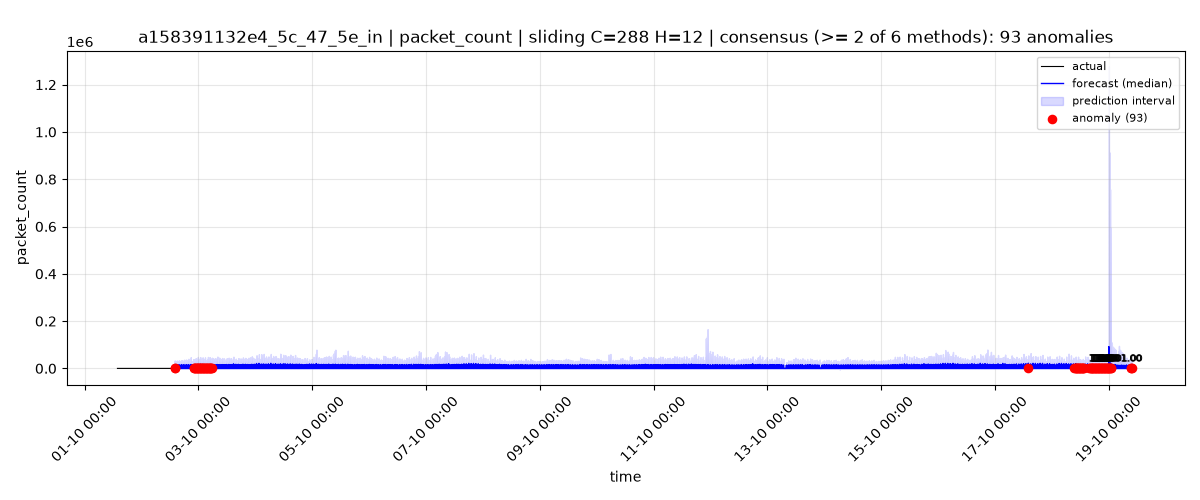 a158391132e4_5c_47_5e_in | packet_count | sliding C=288 H=12 | consensus (>= 2 of 6 methods): 93 anomalies
1e6
actual
forecast (median)
prediction interval
anomaly (93)
1.2
1.0
0.8
0.6
0.4
0.2
0.0
packet_count
01-10 00:00
03-10 00:00
05-10 00:00
07-10 00:00
09-10 00:00
11-10 00:00
13-10 00:00
15-10 00:00
17-10 00:00
19-10 00:00
time